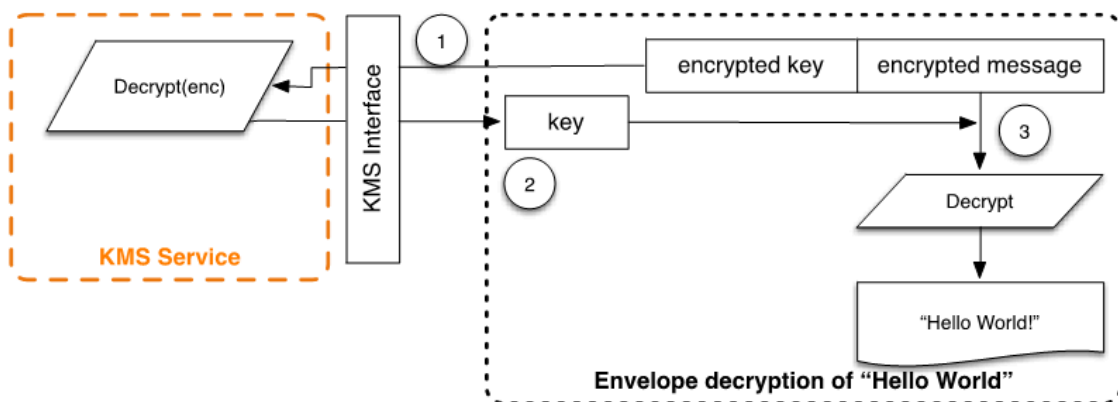 1
encrypted key
encrypted message
Decrypt(enc)
KMS Interface
key
3
2
Decrypt
KMS Service
“Hello World!”
Envelope decryption of “Hello World”